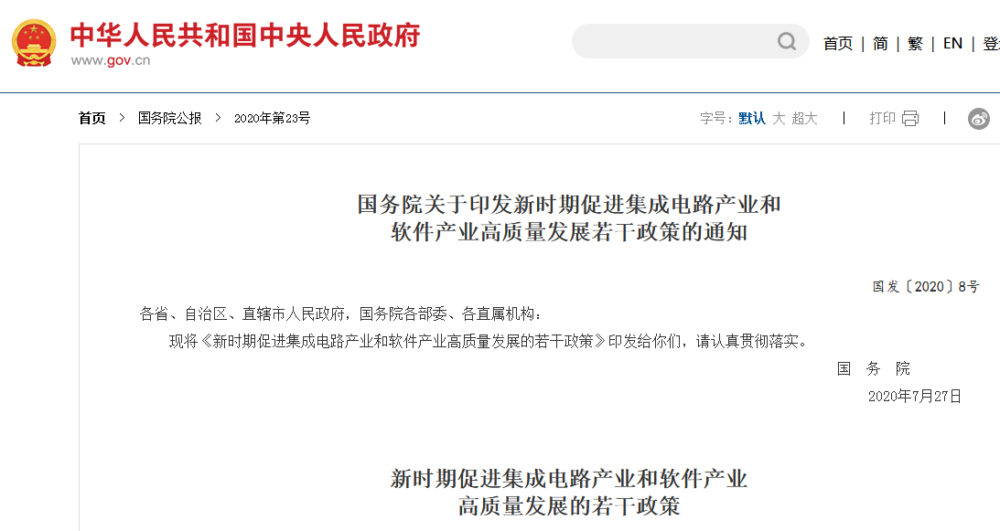 中华人民共和国中央人民政府
www.gov.cn
首页 | 简 | 繁 | EN | 登
首页 > 国务院公报 > 2020年第23号
字号：默认 大 超大 | 打印 |
国务院关于印发新时期促进集成电路产业和
软件产业高质量发展若干政策的通知
国发〔2020〕8号
各省、自治区、直辖市人民政府，国务院各部委、各直属机构：
现将《新时期促进集成电路产业和软件产业高质量发展的若干政策》印发给你们，请认真贯彻落实。
国 务 院
2020年7月27日
新时期促进集成电路产业和软件产业
高质量发展的若干政策